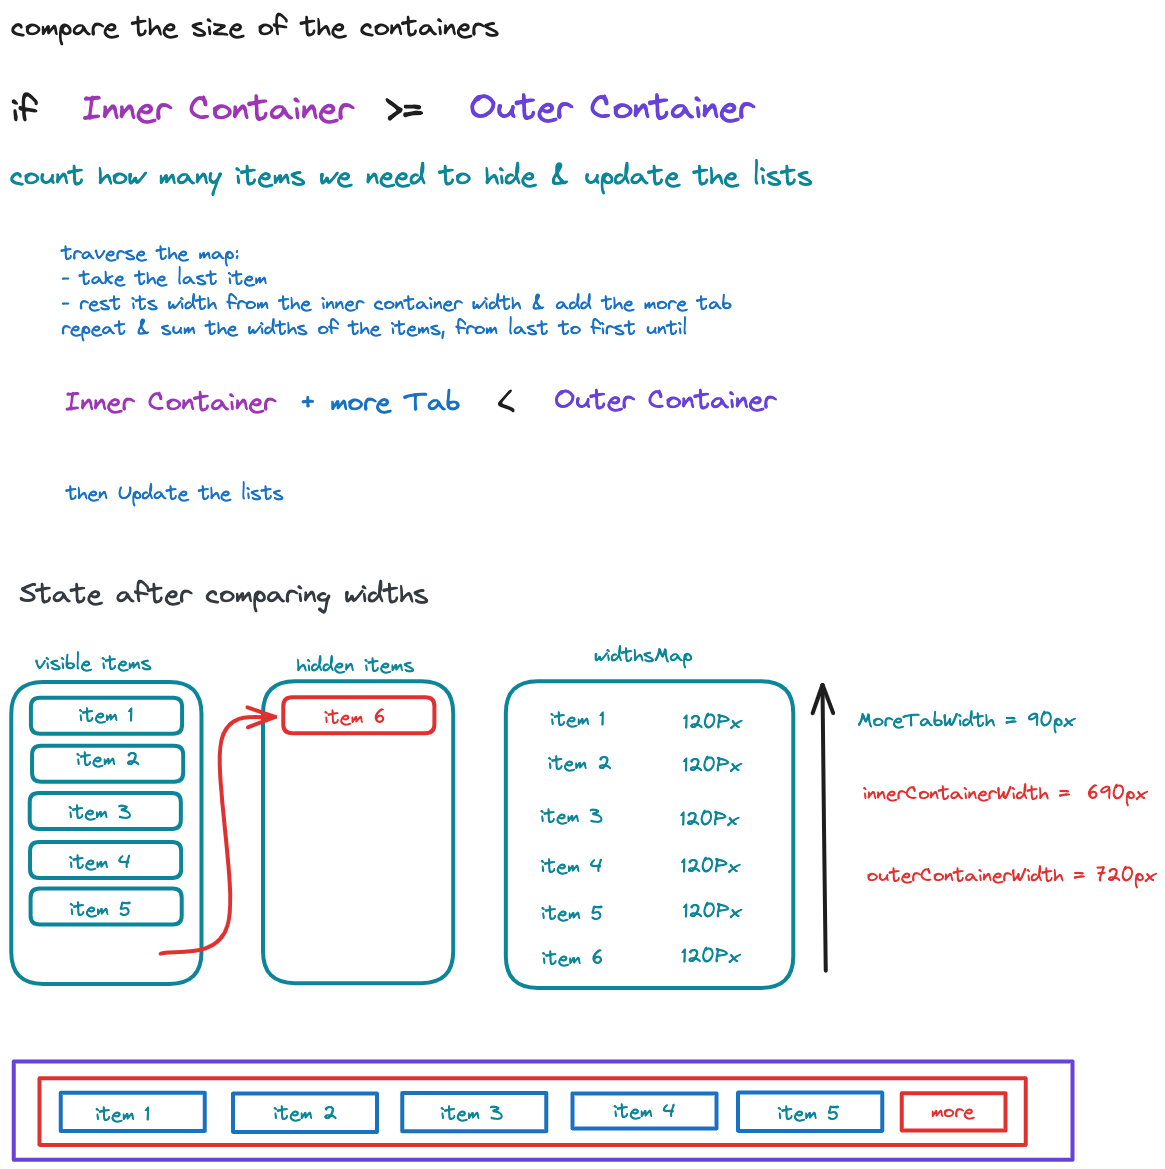 compare the size of the containers
if Inner Container >= Outer Container
count how many items we need to hide & update the lists
traverse the map:
- take the last item
- rest its width from the inner container width & add the more tab
repeat & sum the widths of the items, from last to first until
Inner Container + more Tab < Outer Container
then Update the lists
State after comparing widths
visible items
item 1
item 2
item 3
item 4
item 5
hidden items
item 6
widthsMap
item 1 120Px
item 2 120Px
item 3 120Px
item 4 120Px
item 5 120Px
item 6 120Px
MoreTabWidth = 90px
innerContainerWidth = 690px
outerContainerWidth = 720px
item 1 item 2 item 3 item 4 item 5 more